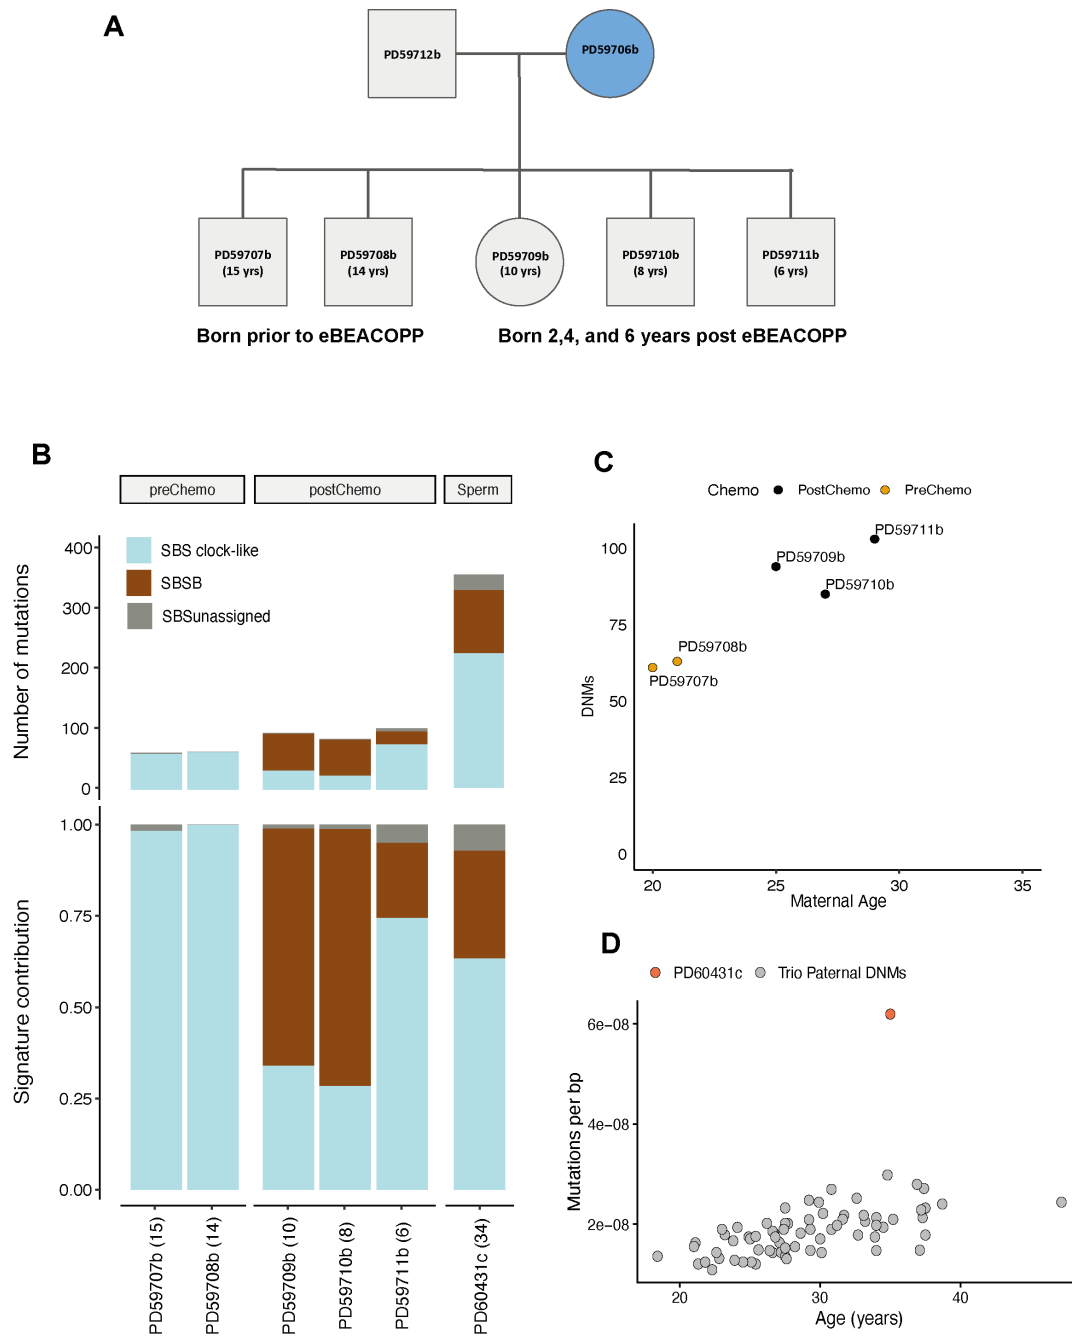 A
PD59712b
PD59706b
PD59707b
(15 yrs)
PD59708b
(14 yrs)
PD59709b
(10 yrs)
PD59710b
(8 yrs)
PD59711b
(6 yrs)
Born prior to eBEACOPP
Born 2,4, and 6 years post eBEACOPP
B
preChemo
postChemo
Sperm
SBS clock-like
SBSB
SBSunassigned
Number of mutations
400
300
200
100
0
Signature contribution
1.00
0.75
0.50
0.25
0.00
PD59707b (15)
PD59708b (14)
PD59709b (10)
PD59710b (8)
PD59711b (6)
PD60431c (34)
C
Chemo
PostChemo
PreChemo
DNMs
100
75
50
25
0
PD59711b
PD59709b
PD59710b
PD59708b
PD59707b
20
25
30
35
Maternal Age
D
PD60431c
Trio Paternal DNMs
Mutations per bp
6e−08
4e−08
2e−08
20
30
40
Age (years)